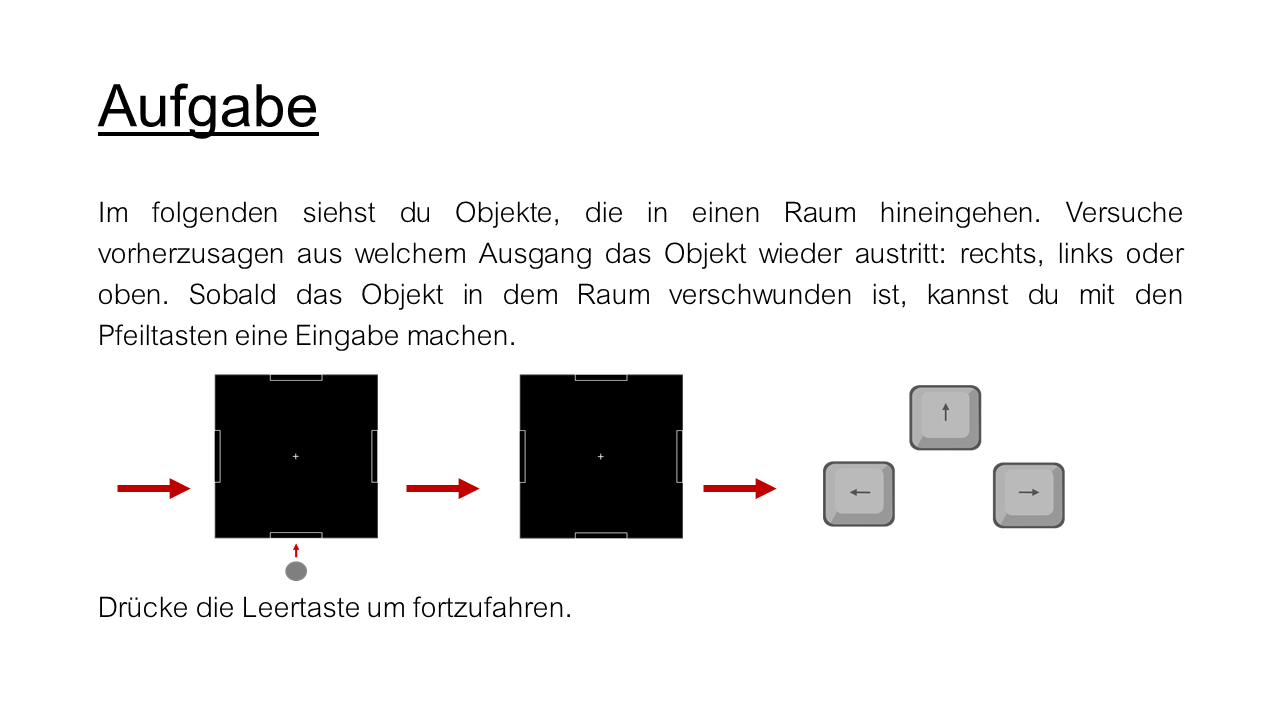 Aufgabe
Im folgenden siehst du Objekte, die in einen Raum hineingehen. Versuche
vorherzusagen aus welchem Ausgang das Objekt wieder austritt: rechts, links oder
oben. Sobald das Objekt in dem Raum verschwunden ist, kannst du mit den
Pfeiltasten eine Eingabe machen.
Drücke die Leertaste um fortzufahren.